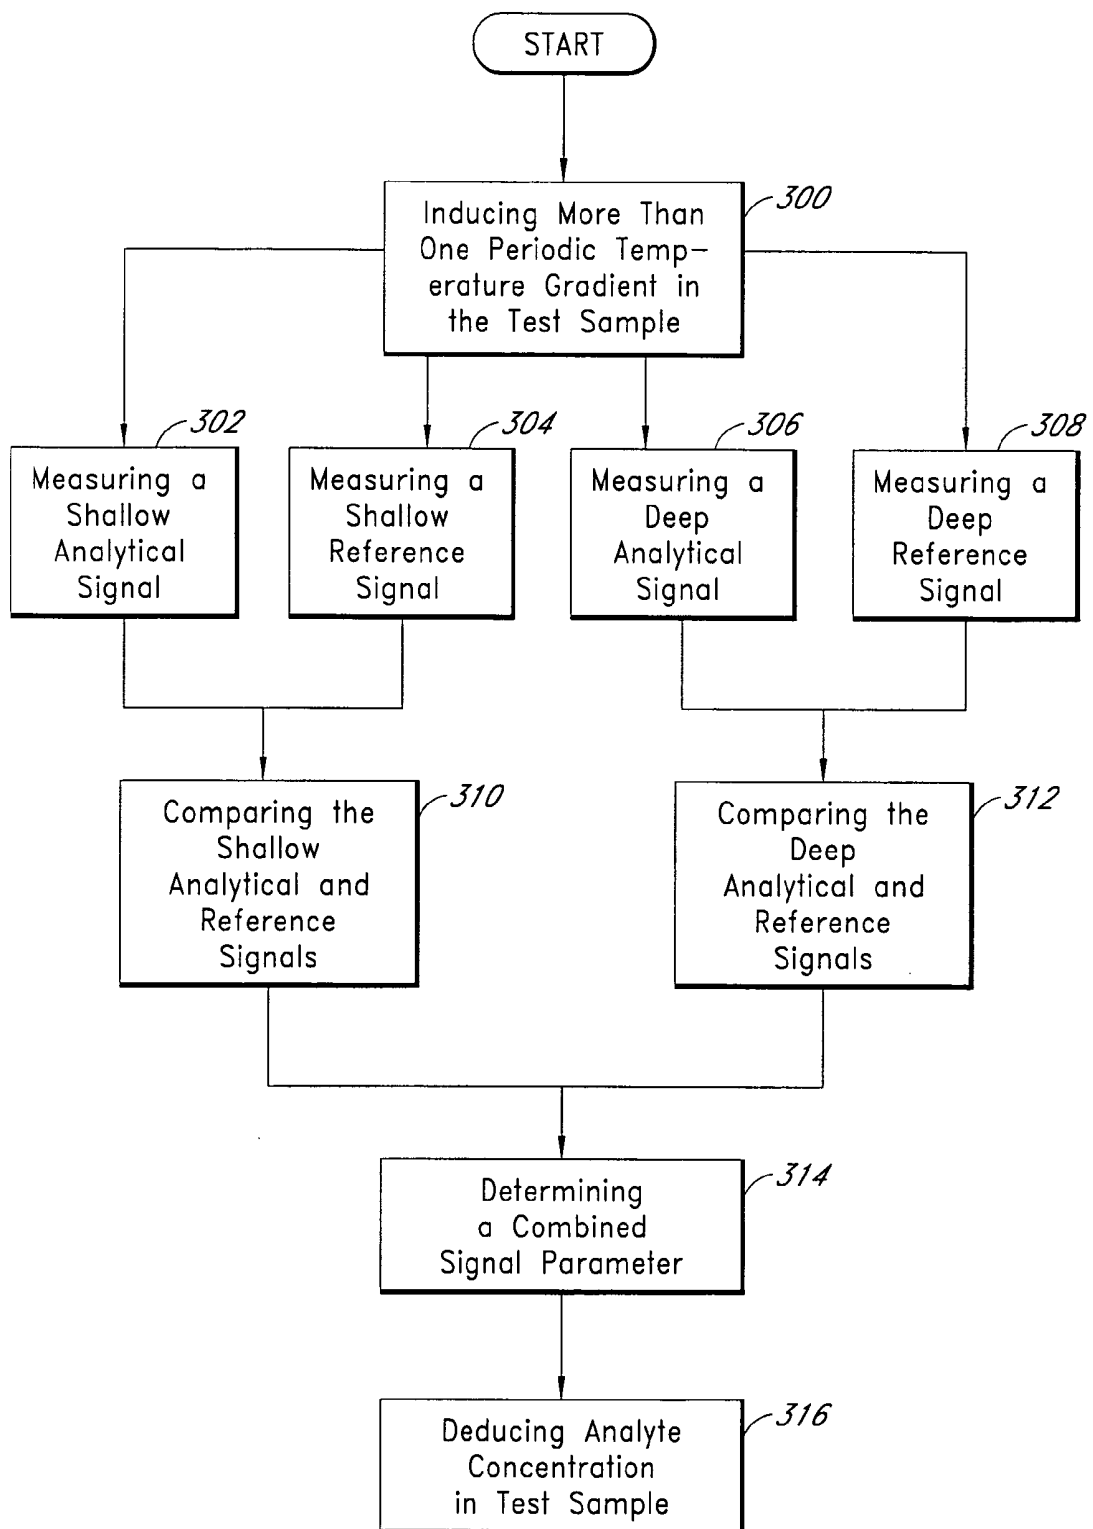 START
300
Inducing More Than
One Periodic Temp-
erature Gradient in
the Test Sample
302
Measuring a
Shallow
Analytical
Signal
304
Measuring a
Shallow
Reference
Signal
306
Measuring a
Deep
Analytical
Signal
308
Measuring a
Deep
Reference
Signal
310
Comparing the
Shallow
Analytical and
Reference
Signals
312
Comparing the
Deep
Analytical and
Reference
Signals
314
Determining
a Combined
Signal Parameter
316
Deducing Analyte
Concentration
in Test Sample